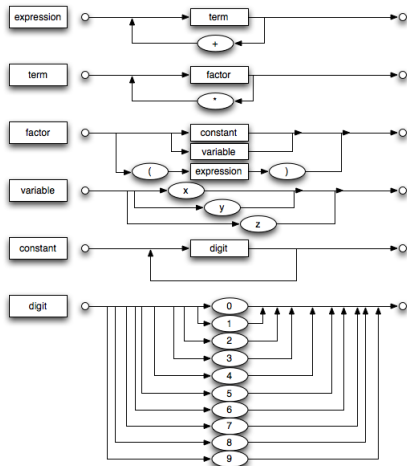 expression term
+
term factor
*
factor constant
variable
( expression )
variable x
y
z
constant digit
digit 0
1
2
3
4
5
6
7
8
9